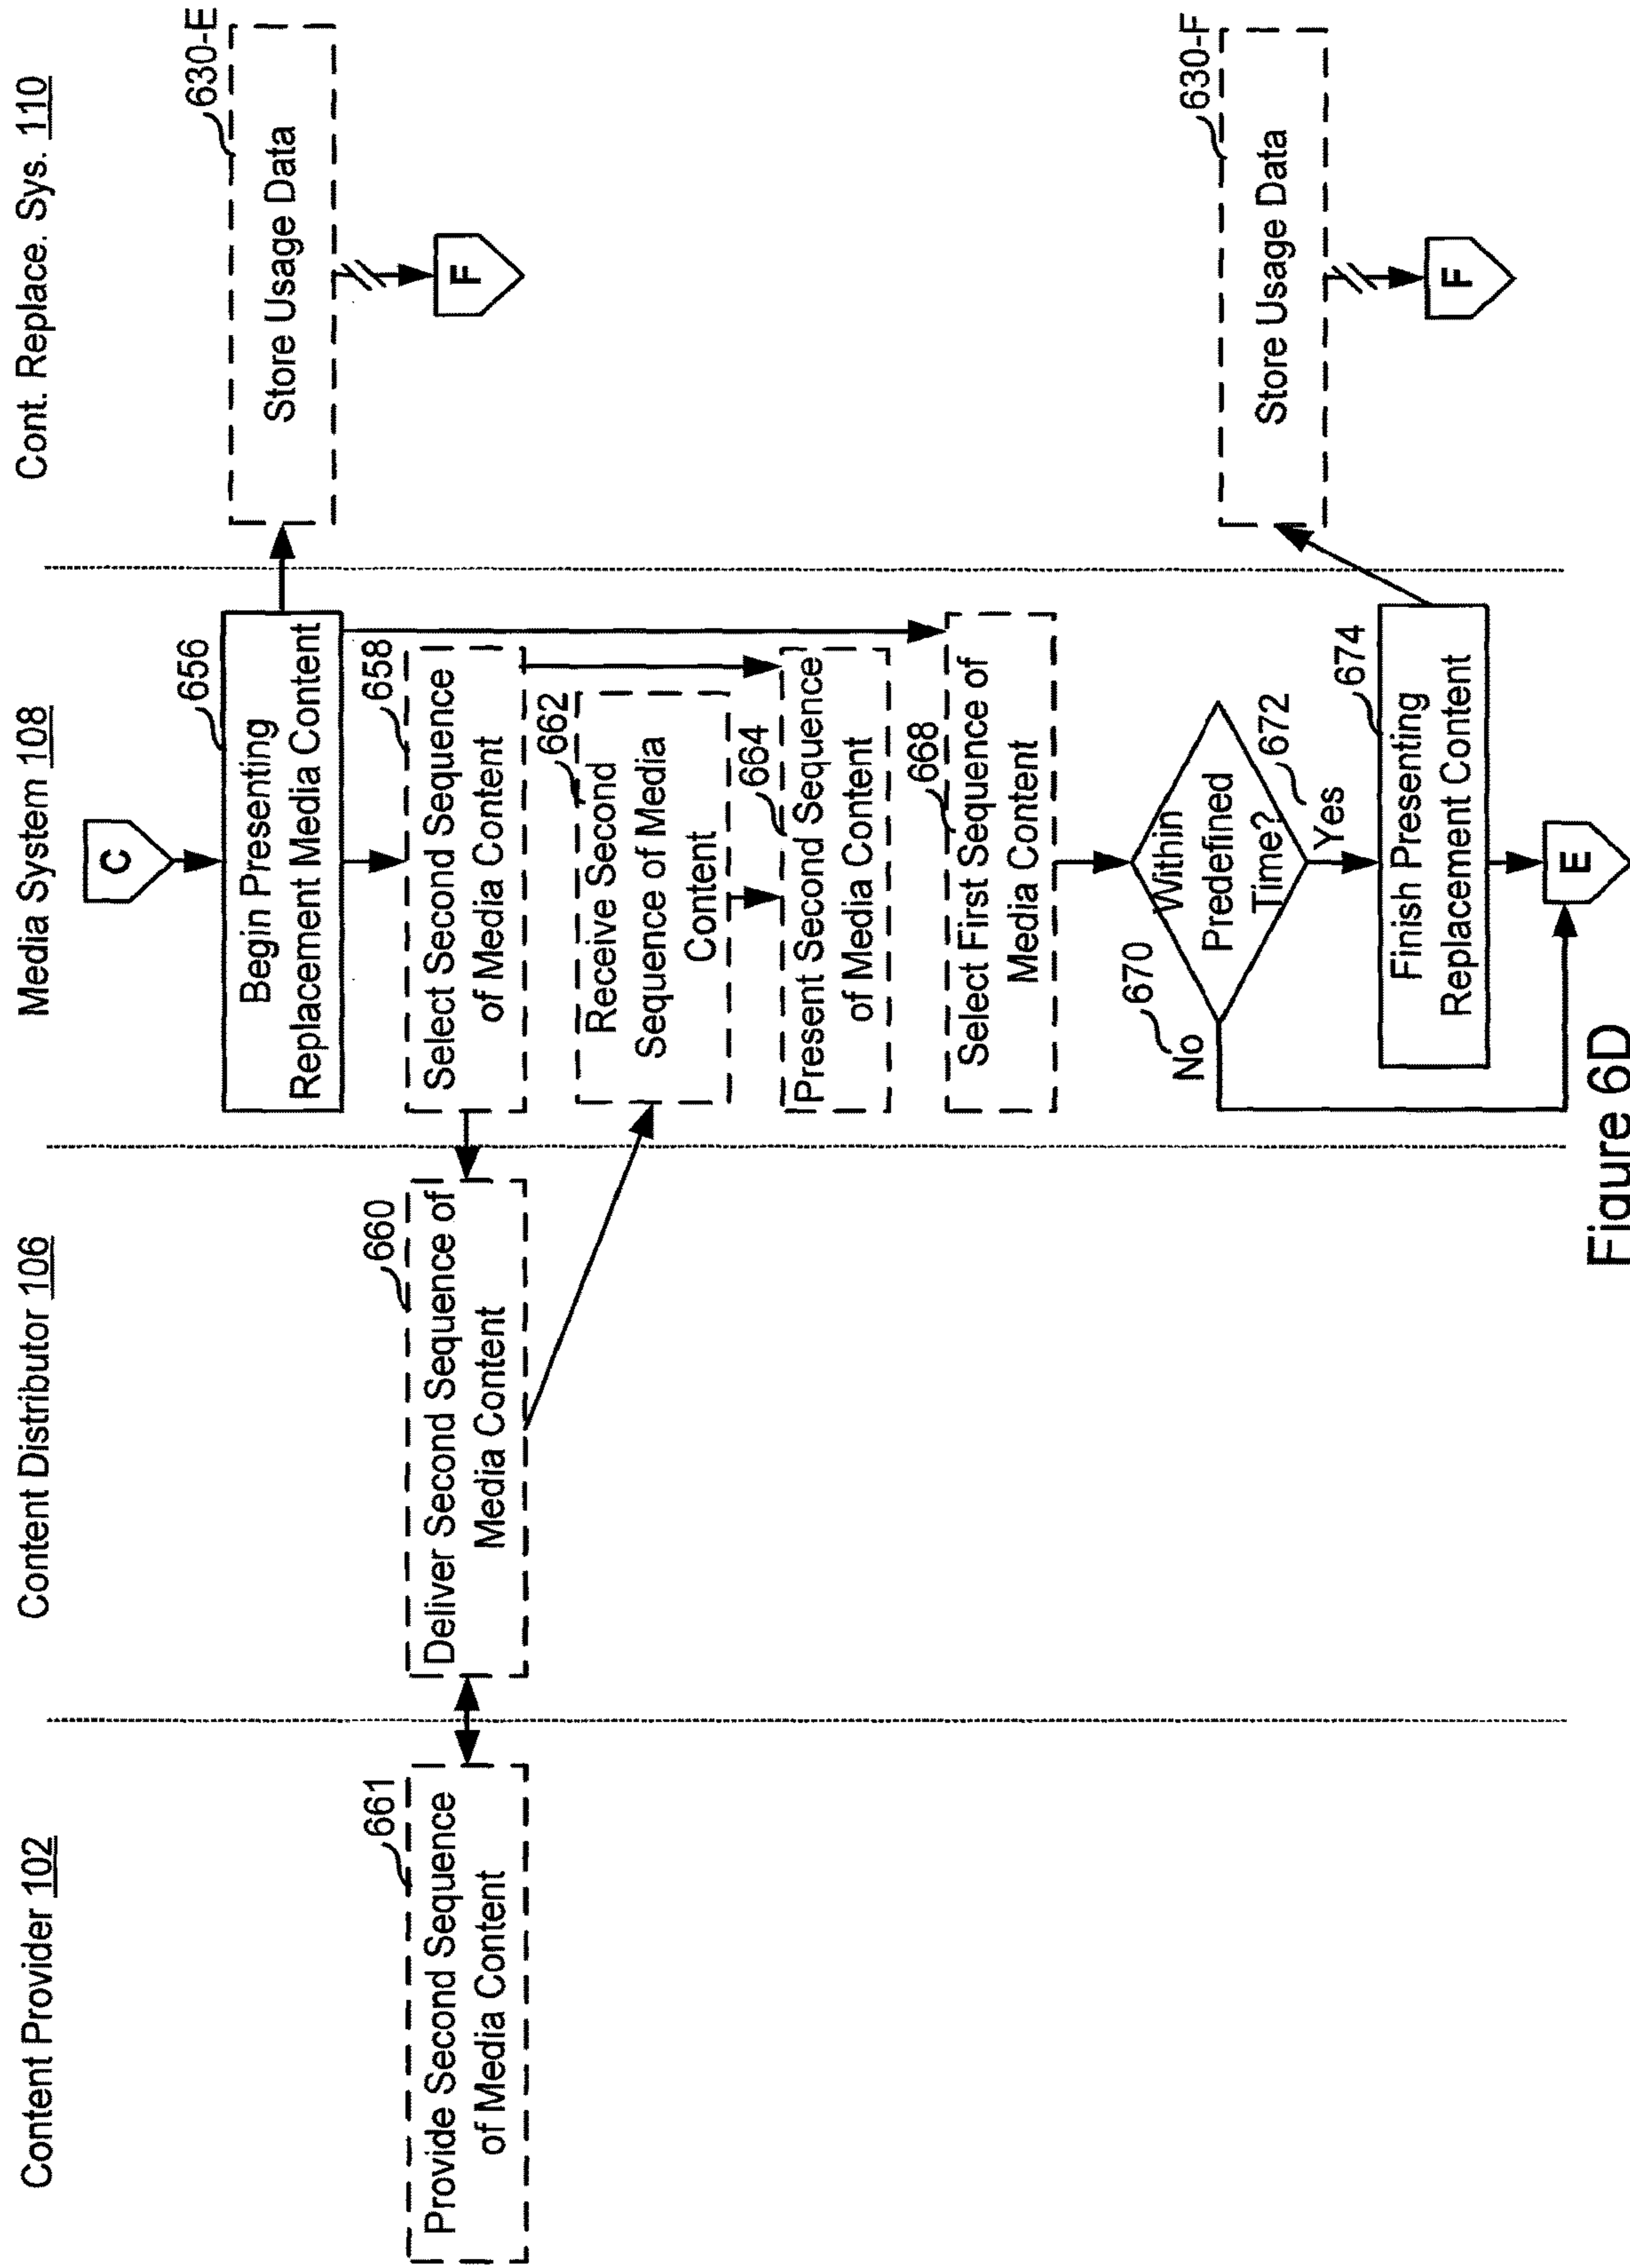 Content Provider 102
Content Distributor 106
Media System 108
Cont. Replace. Sys. 110
C
656
Begin Presenting
Replacement Media Content
630-E
Store Usage Data
F
661
Provide Second Sequence
of Media Content
660
Deliver Second Sequence of
Media Content
658
Select Second Sequence
of Media Content
662
Receive Second
Sequence of Media
Content
664
Present Second Sequence
of Media Content
668
Select First Sequence of
Media Content
670
No
Within
Predefined
Time?
672
Yes
674
Finish Presenting
Replacement Content
630-F
Store Usage Data
F
E
Figure 6D